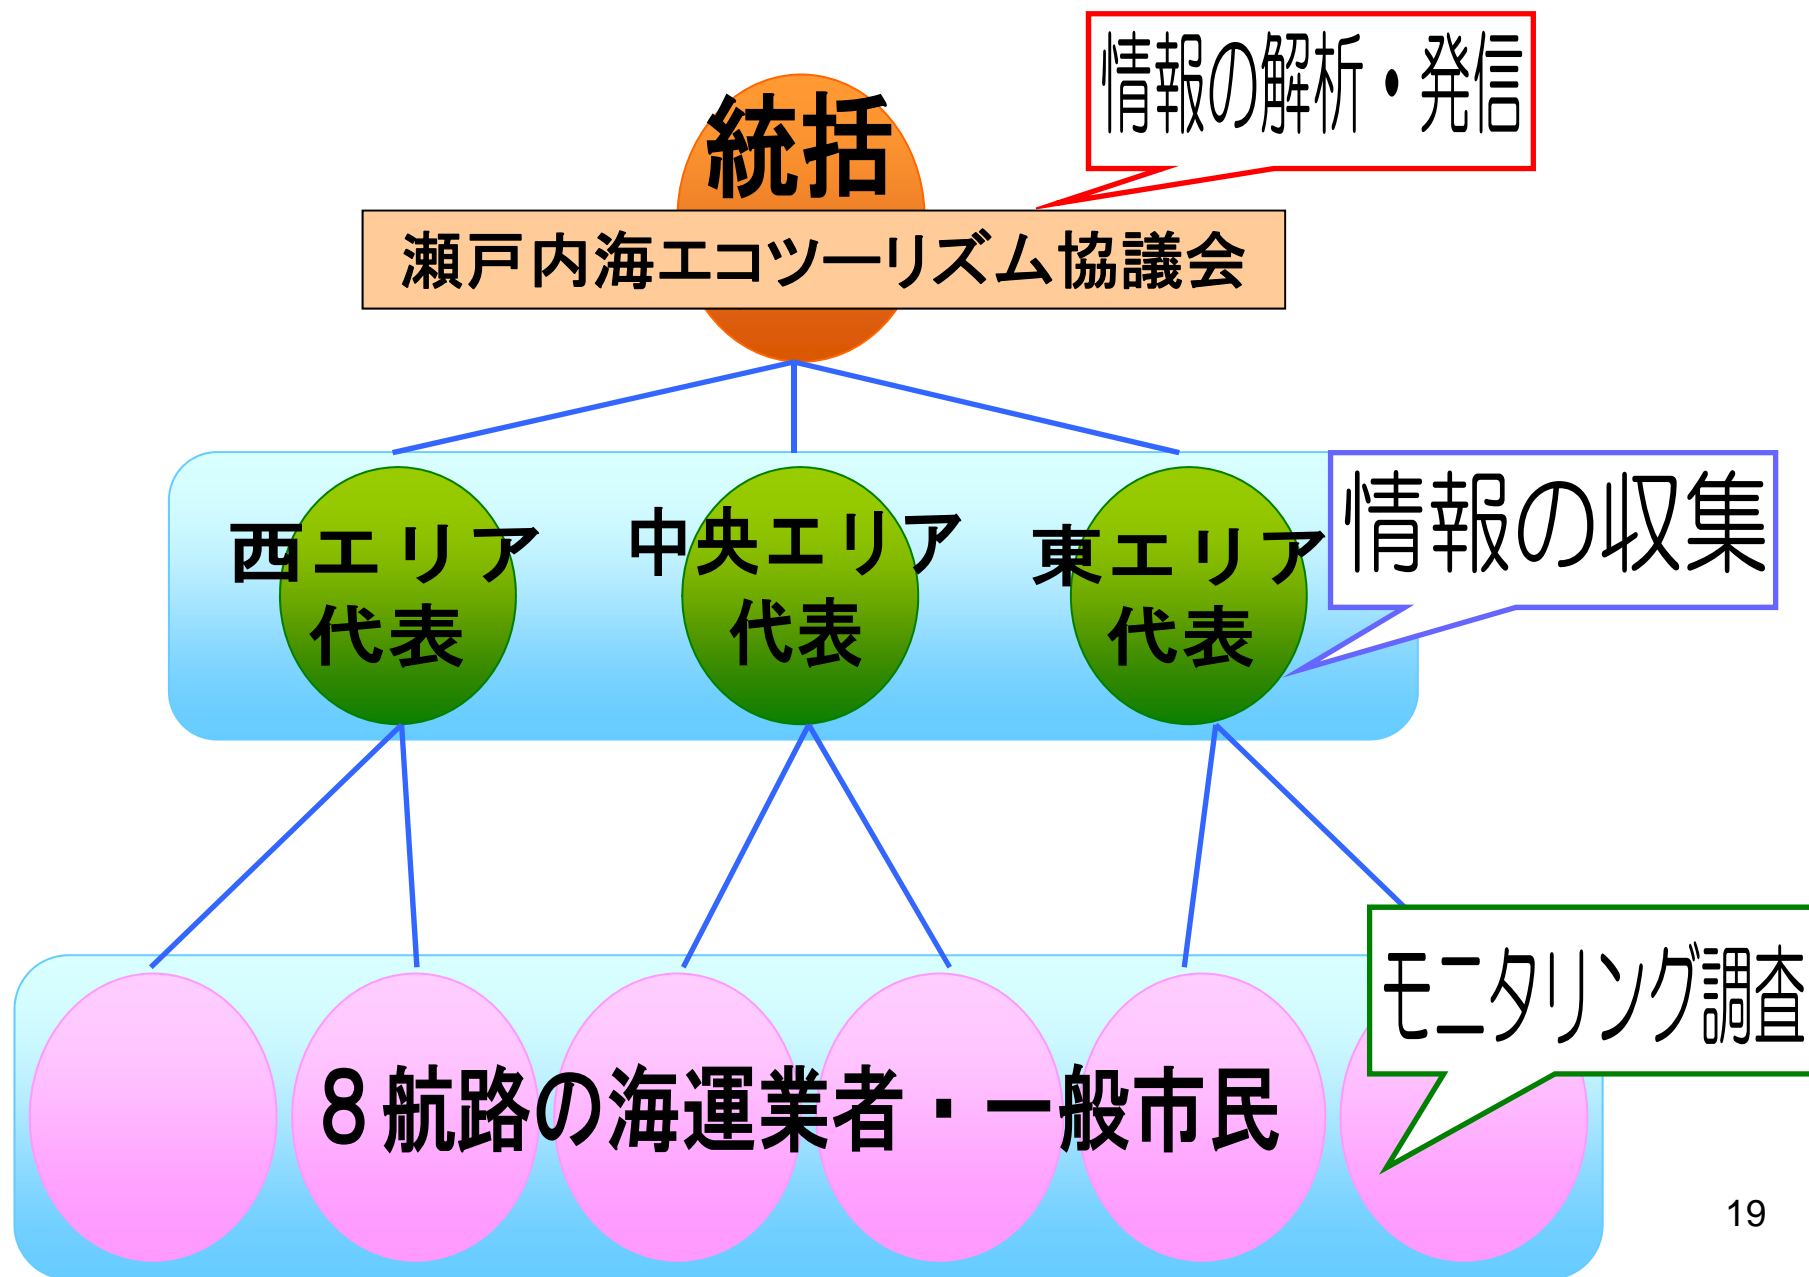 情報の解析・発信
統括
瀬戸内海エコツーリズム協議会
西エリア
代表
中央エリア
代表
東エリア
代表
情報の収集
モニタリング調査
８航路の海運業者・一般市民
19